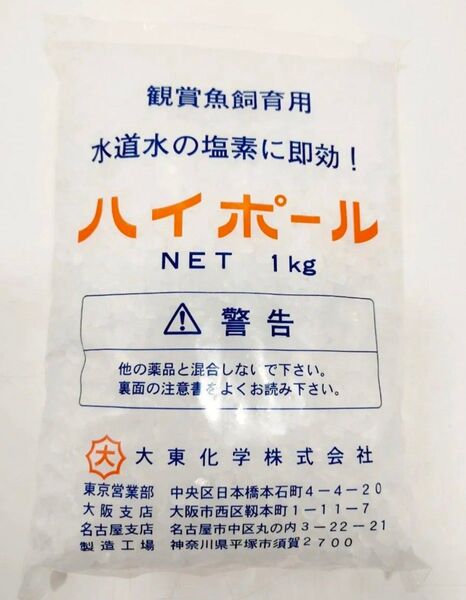 観賞魚飼育用
水道水の塩素に即効！
ハイポール
NET 1kg
警告
他の薬品と混合しないで下さい。
裏面の注意書をよくお読み下さい。
大 大東化学株式会社
東京営業部 中央区日本橋本石町4-4-20
大阪支店 大阪市西区靱本町1-11-7
名古屋支店 名古屋市中区丸の内3-22-21
製造工場 神奈川県平塚市須賀2700